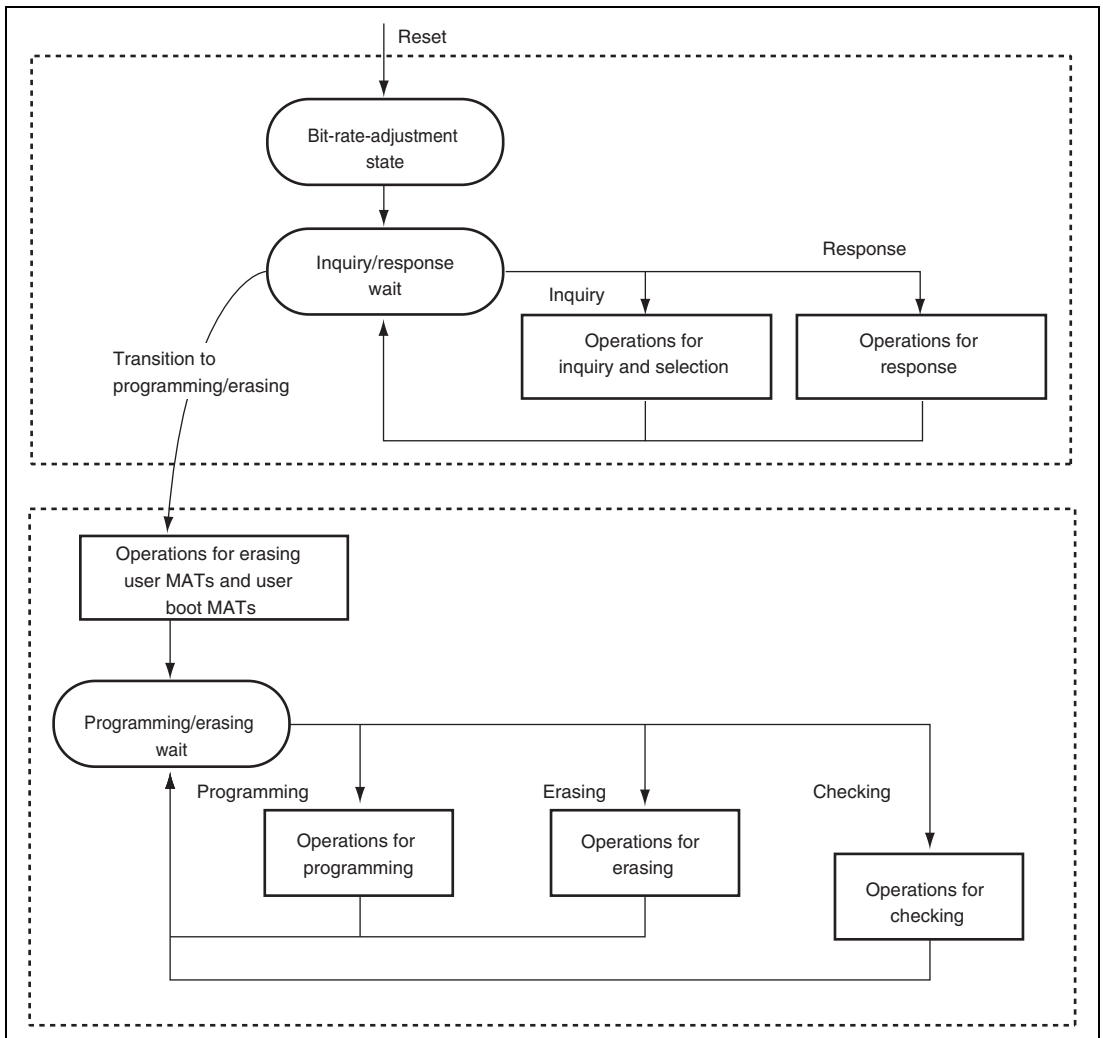 Reset
Bit-rate-adjustment
state
Inquiry/response
wait
Response
Inquiry
Operations for
inquiry and selection
Operations for
response
Transition to
programming/erasing
Operations for erasing
user MATs and user
boot MATs
Programming/erasing
wait
Programming
Erasing
Checking
Operations for
programming
Operations for
erasing
Operations for
checking